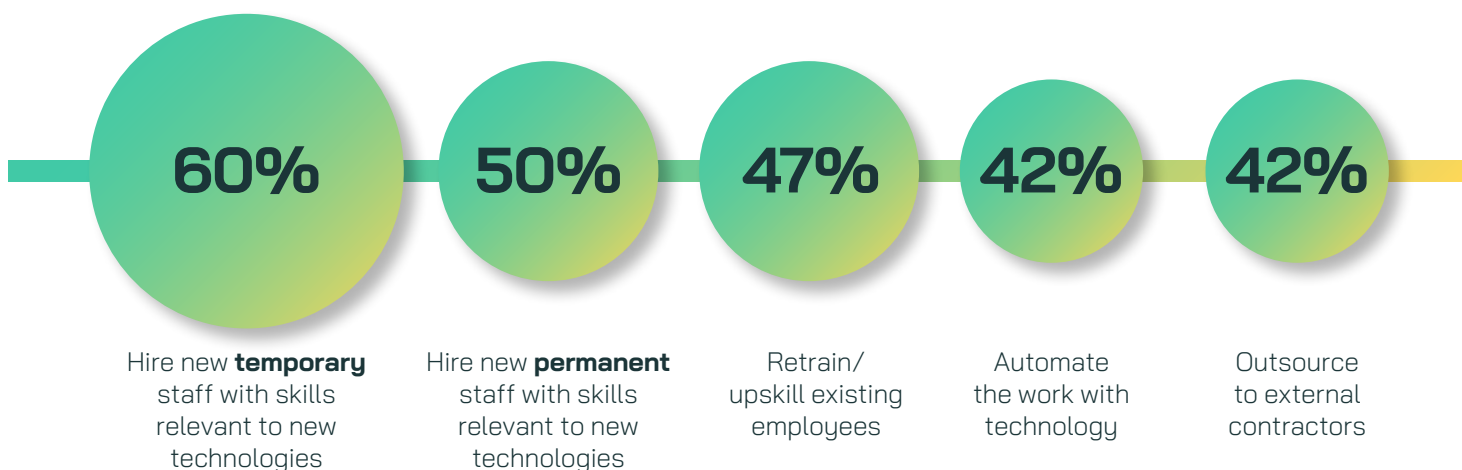 60%
50%
47%
42%
42%
Hire new temporary
staff with skills
relevant to new
technologies
Hire new permanent
staff with skills
relevant to new
technologies
Retrain/
upskill existing
employees
Automate
the work with
technology
Outsource
to external
contractors